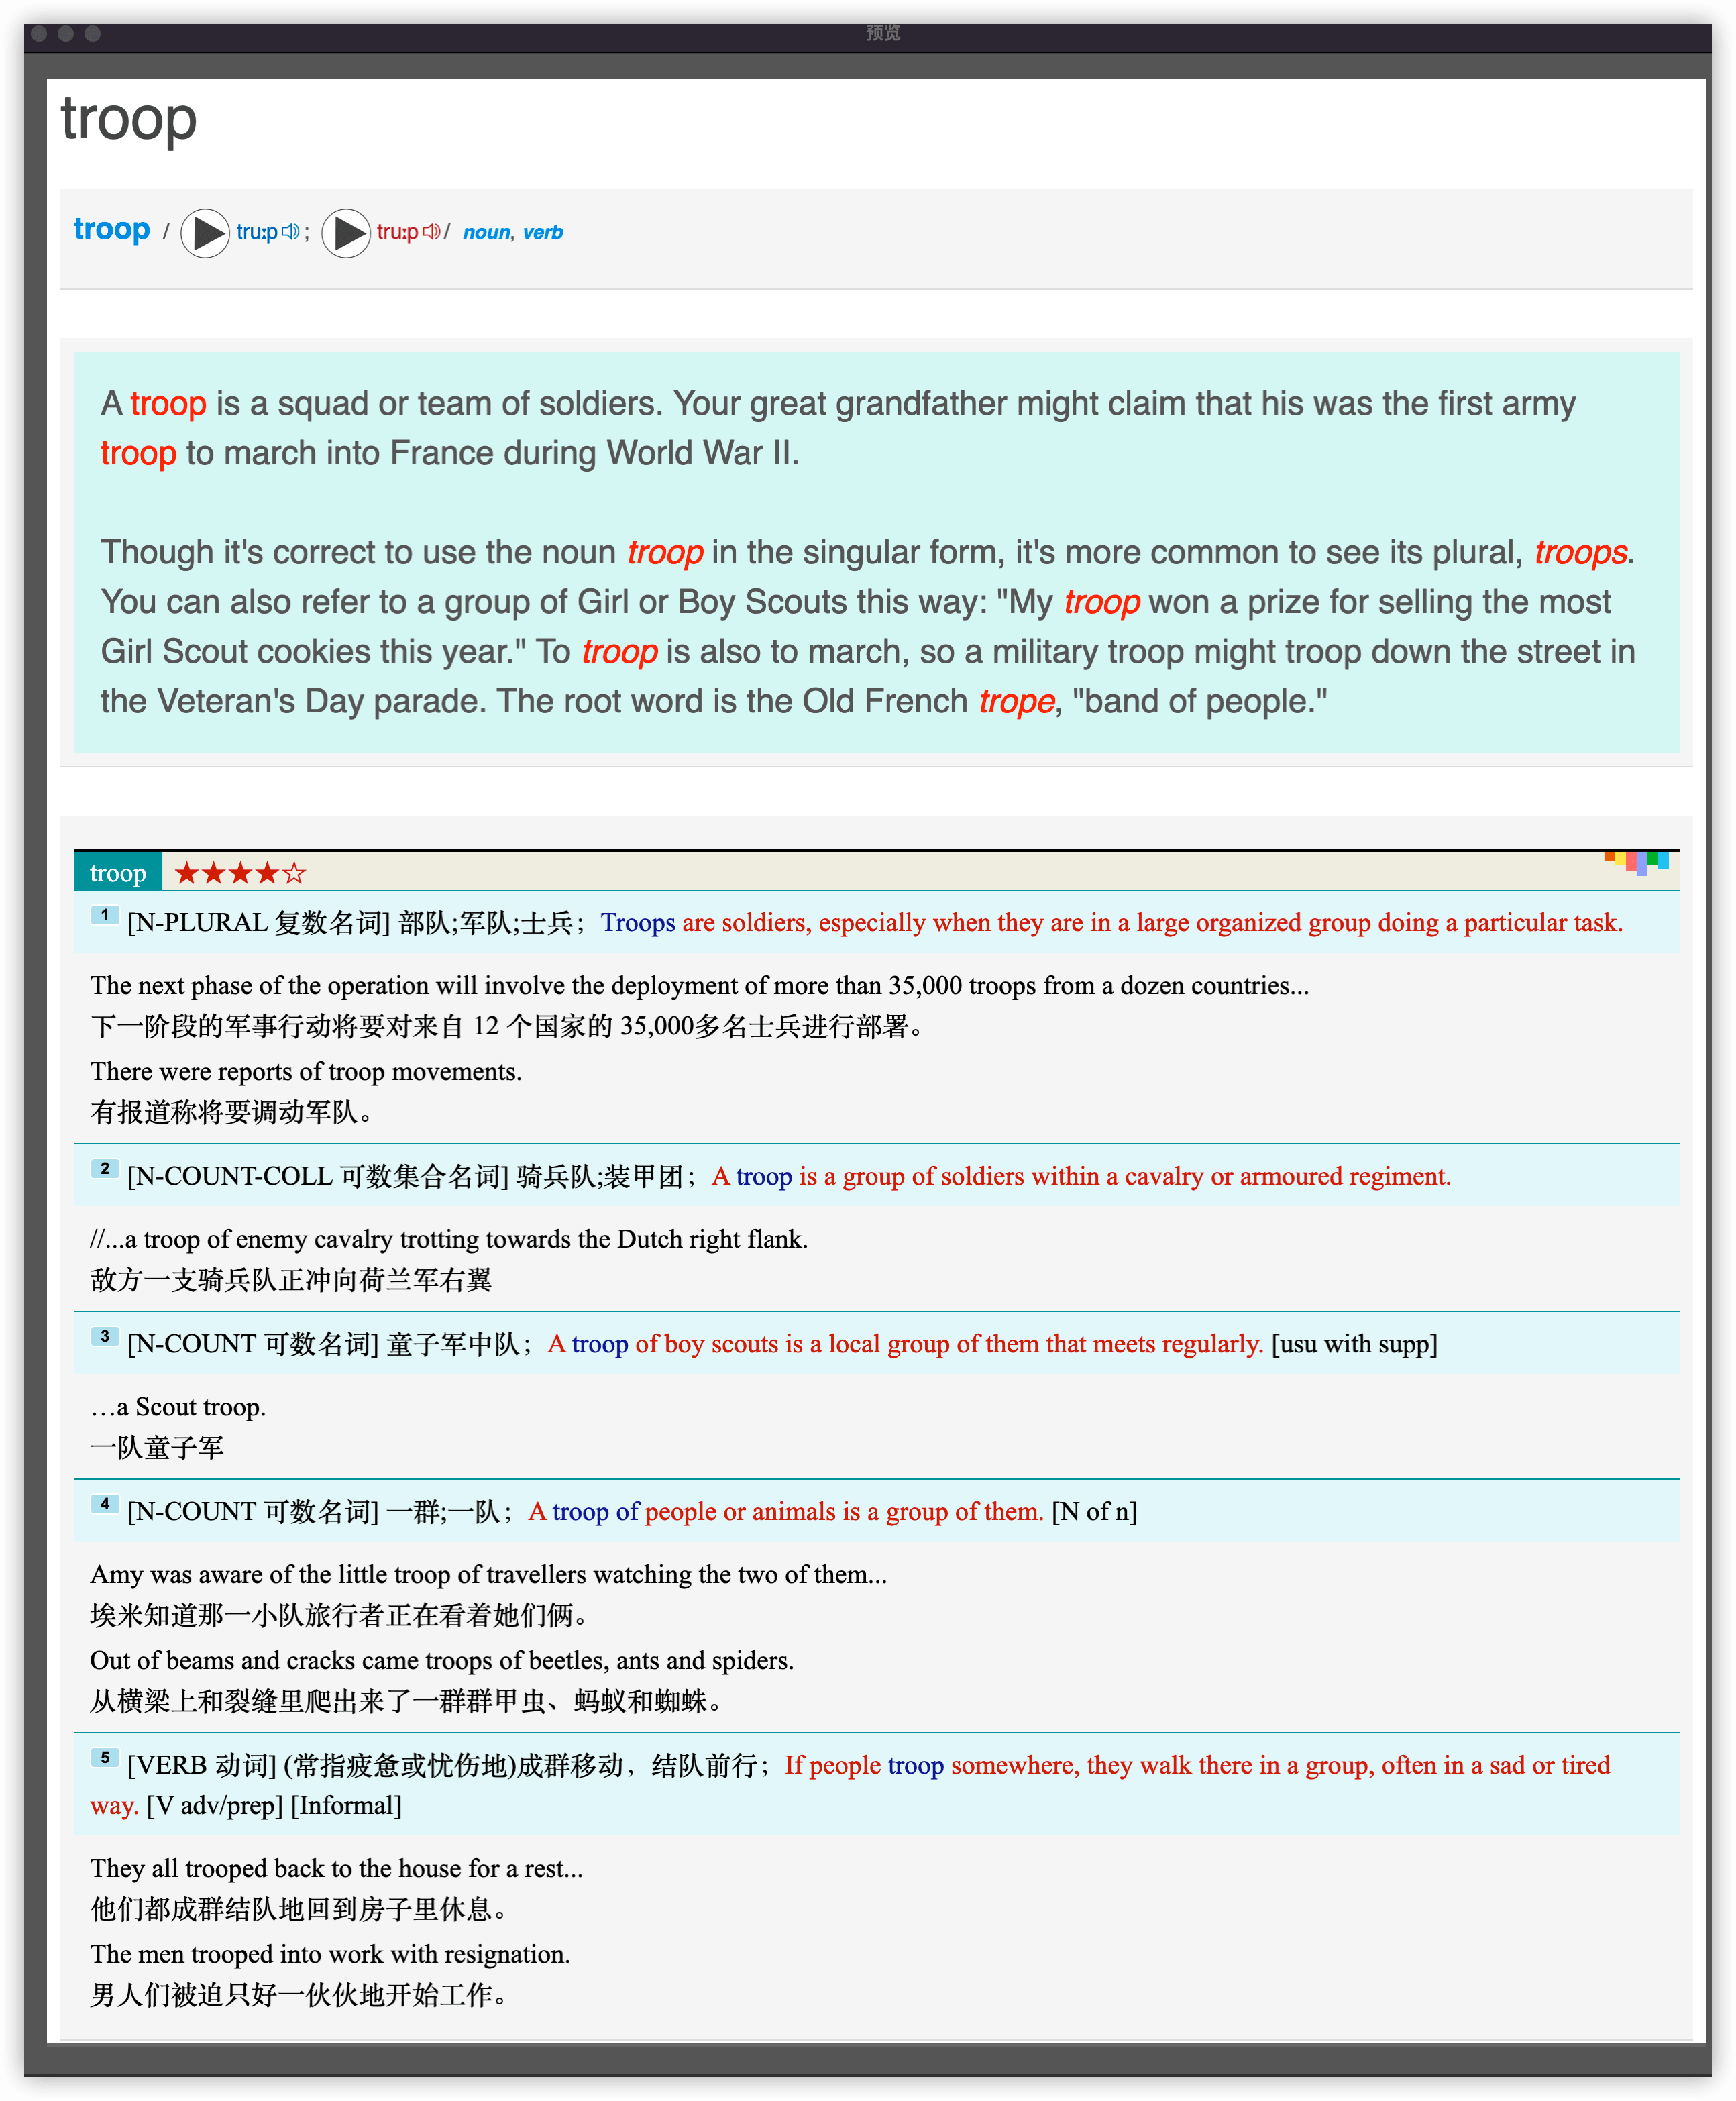 预览
troop
troop / truːp ; truːp / noun, verb
A troop is a squad or team of soldiers. Your great grandfather might claim that his was the first army
troop to march into France during World War II.
Though it's correct to use the noun troop in the singular form, it's more common to see its plural, troops.
You can also refer to a group of Girl or Boy Scouts this way: "My troop won a prize for selling the most
Girl Scout cookies this year." To troop is also to march, so a military troop might troop down the street in
the Veteran's Day parade. The root word is the Old French trope, "band of people."
troop ★★★★☆
1 [N-PLURAL 复数名词] 部队;军队;士兵；Troops are soldiers, especially when they are in a large organized group doing a particular task.
The next phase of the operation will involve the deployment of more than 35,000 troops from a dozen countries...
下一阶段的军事行动将要对来自 12 个国家的 35,000多名士兵进行部署。
There were reports of troop movements.
有报道称将要调动军队。
2 [N-COUNT-COLL 可数集合名词] 骑兵队;装甲团；A troop is a group of soldiers within a cavalry or armoured regiment.
//...a troop of enemy cavalry trotting towards the Dutch right flank.
敌方一支骑兵队正冲向荷兰军右翼
3 [N-COUNT 可数名词] 童子军中队；A troop of boy scouts is a local group of them that meets regularly. [usu with supp]
…a Scout troop.
一队童子军
4 [N-COUNT 可数名词] 一群;一队；A troop of people or animals is a group of them. [N of n]
Amy was aware of the little troop of travellers watching the two of them...
埃米知道那一小队旅行者正在看着她们俩。
Out of beams and cracks came troops of beetles, ants and spiders.
从横梁上和裂缝里爬出来了一群群甲虫、蚂蚁和蜘蛛。
5 [VERB 动词] (常指疲惫或忧伤地)成群移动，结队前行；If people troop somewhere, they walk there in a group, often in a sad or tired
way. [V adv/prep] [Informal]
They all trooped back to the house for a rest...
他们都成群结队地回到房子里休息。
The men trooped into work with resignation.
男人们被迫只好一伙伙地开始工作。